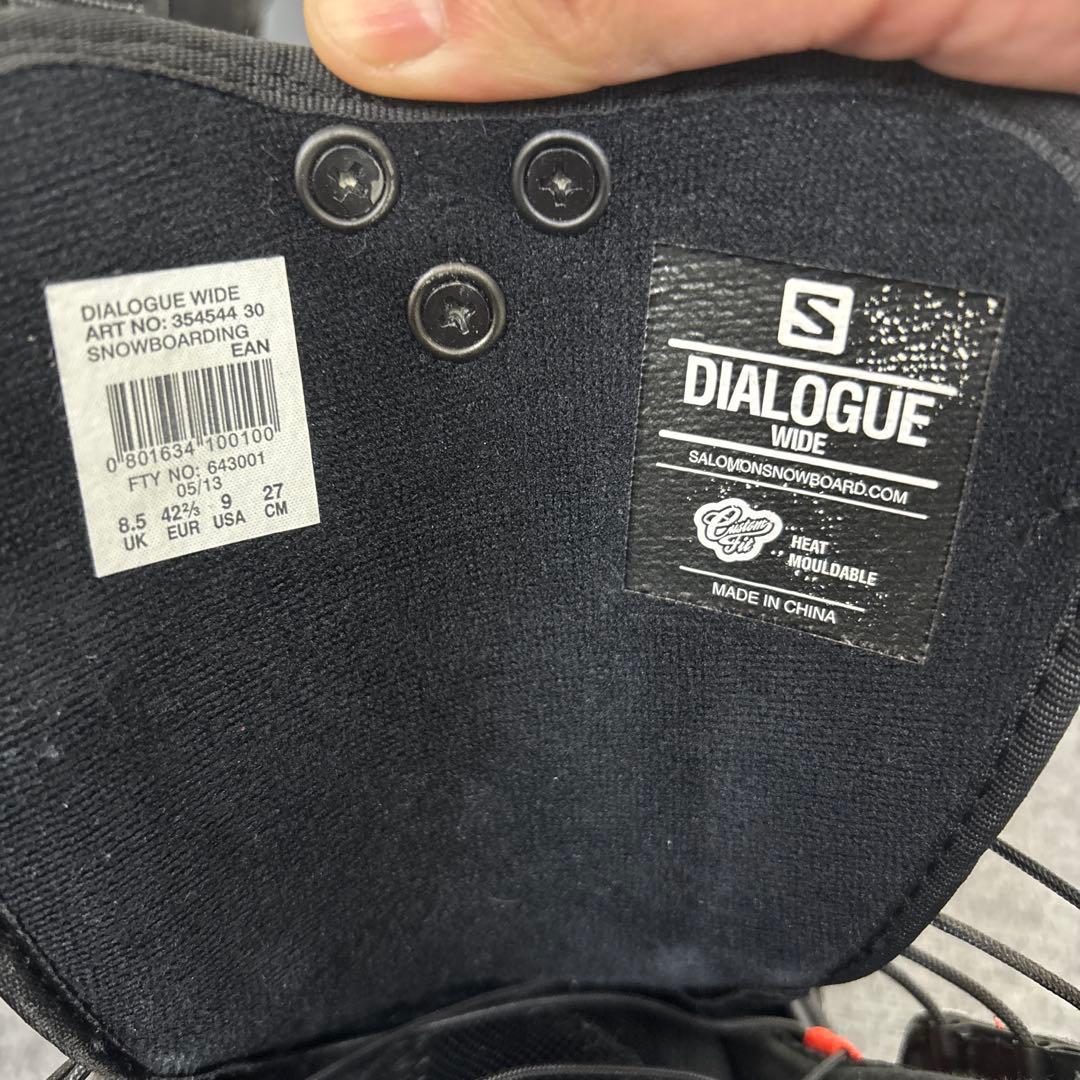 DIALOGUE WIDE
ART NO: 354544 30
SNOWBOARDING
EAN
0 801634 100100
FTY NO: 643001
05/13
8.5 42⅔ 9 27
UK EUR USA CM
S
DIALOGUE
WIDE
SALOMONSNOWBOARD.COM
Custom
Fit
HEAT
MOULDABLE
MADE IN CHINA